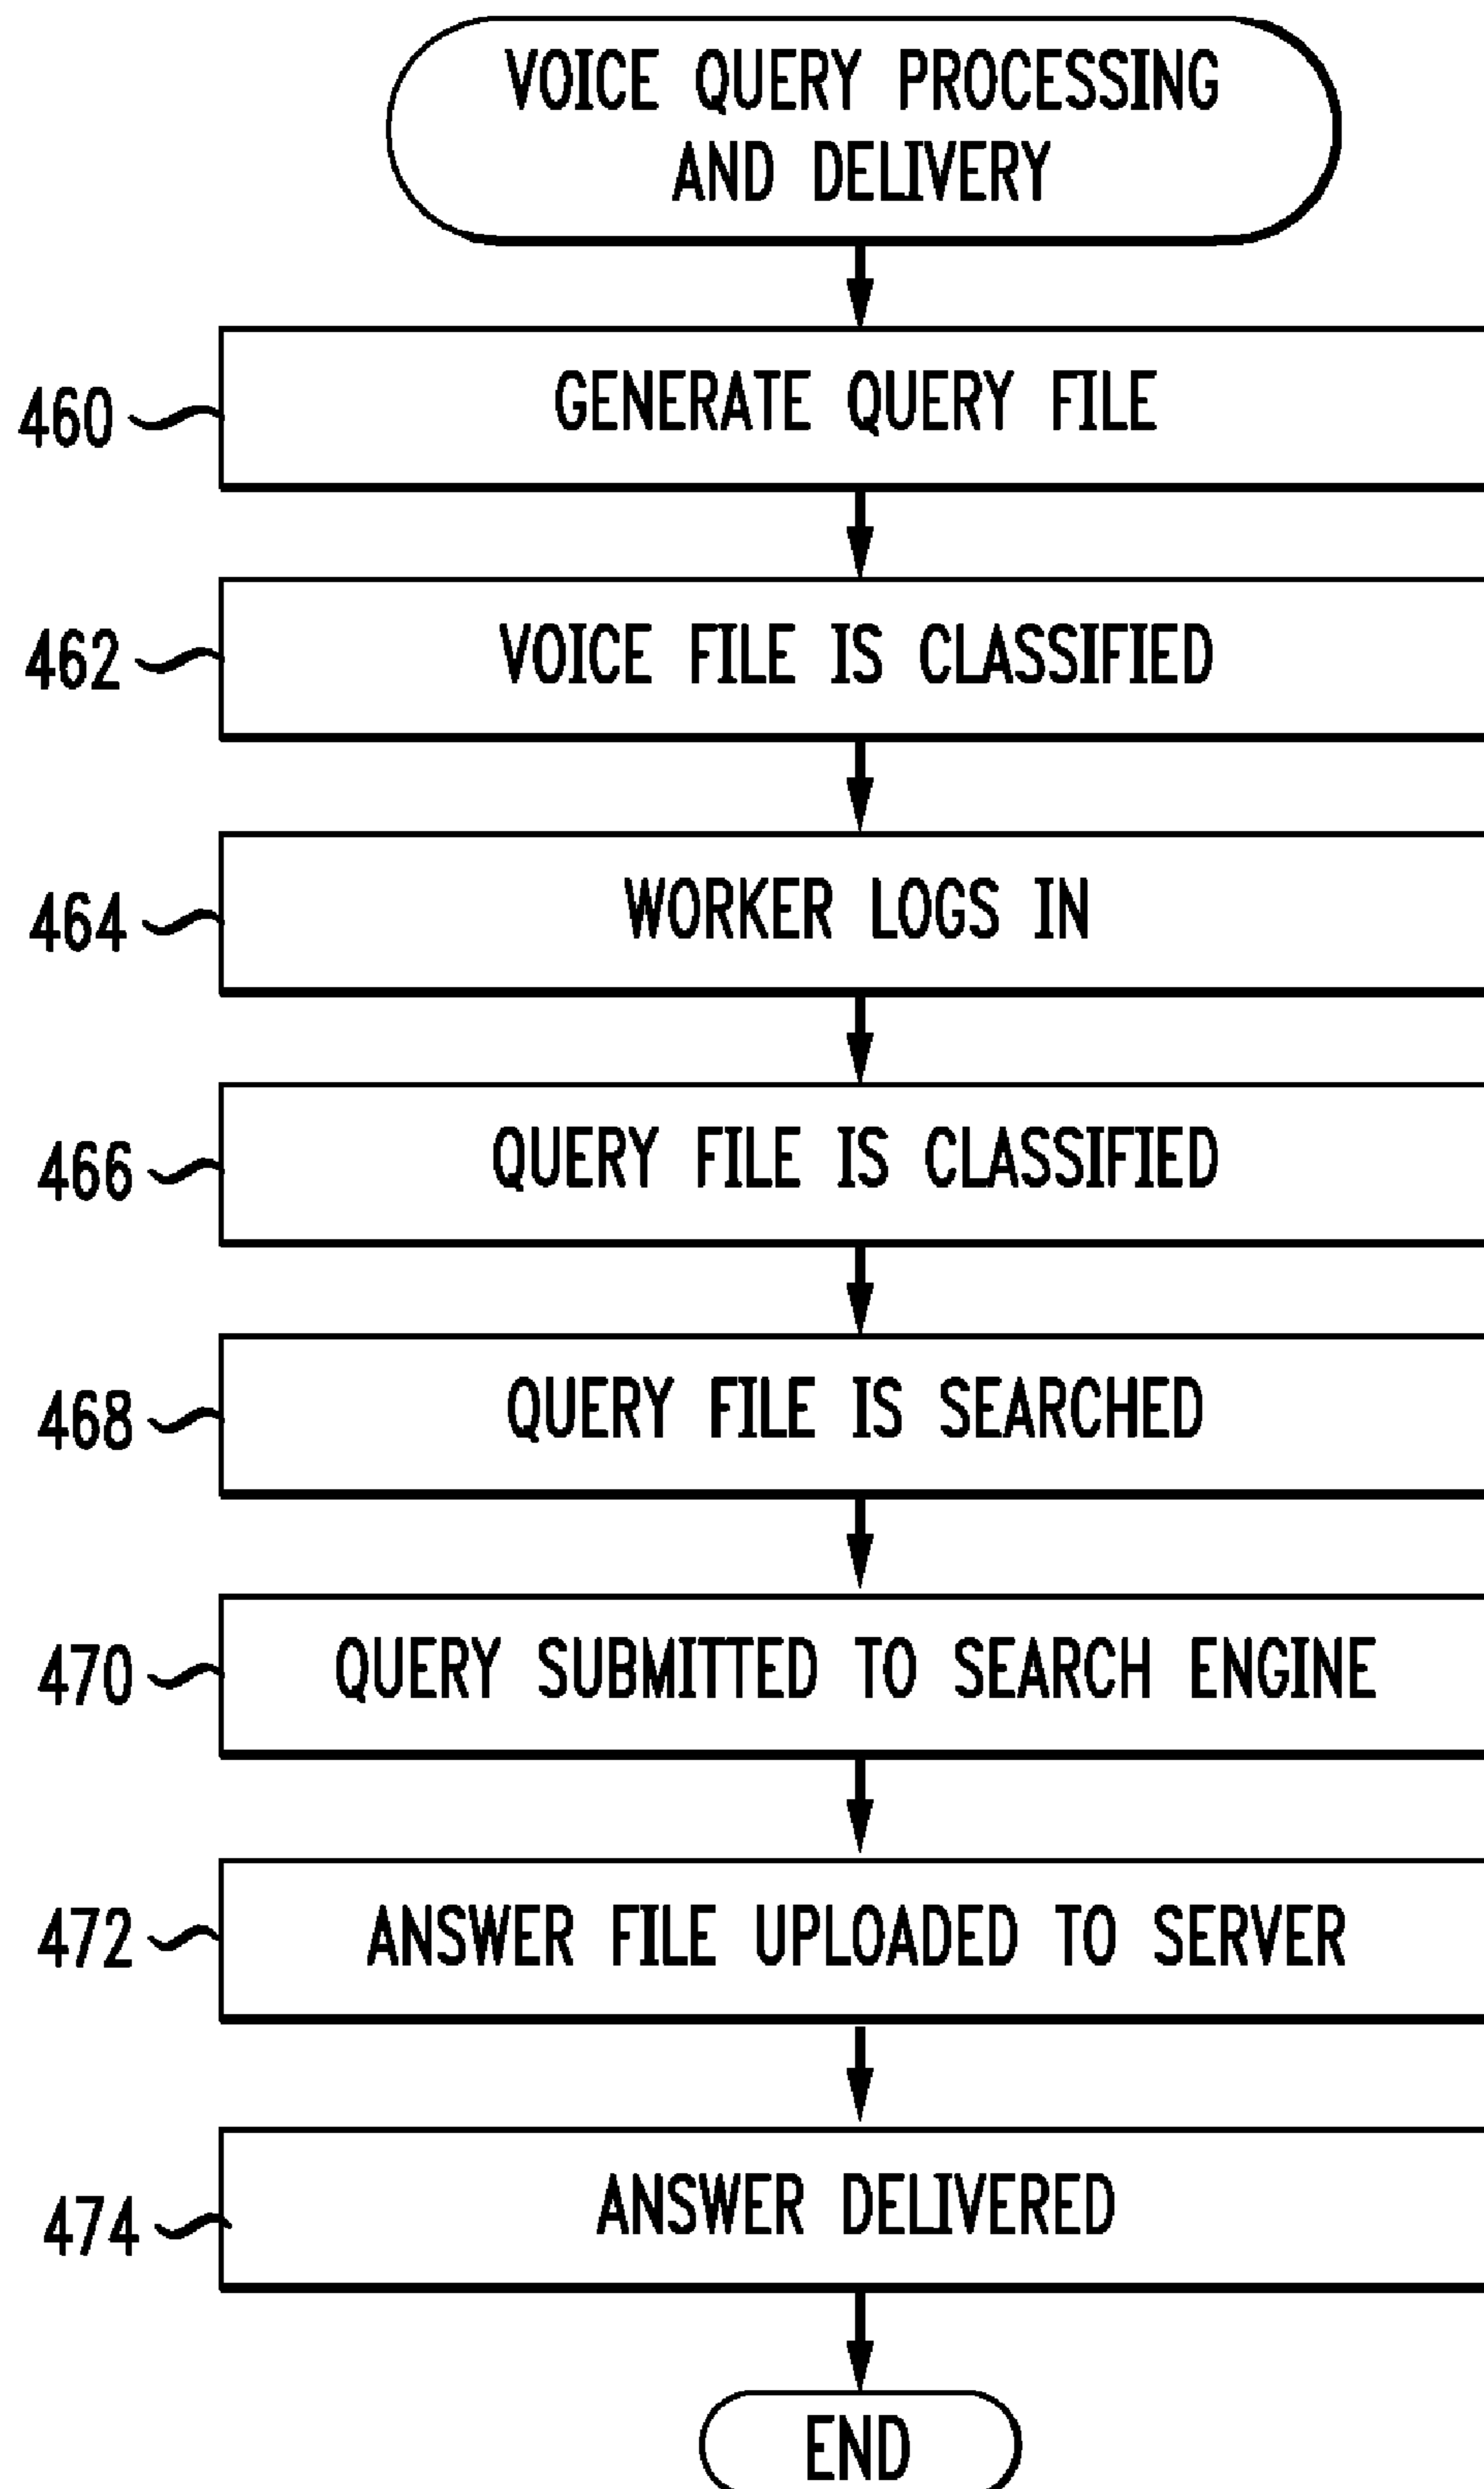 VOICE QUERY PROCESSING
AND DELIVERY
460
GENERATE QUERY FILE
462
VOICE FILE IS CLASSIFIED
464
WORKER LOGS IN
466
QUERY FILE IS CLASSIFIED
468
QUERY FILE IS SEARCHED
470
QUERY SUBMITTED TO SEARCH ENGINE
472
ANSWER FILE UPLOADED TO SERVER
474
ANSWER DELIVERED
END